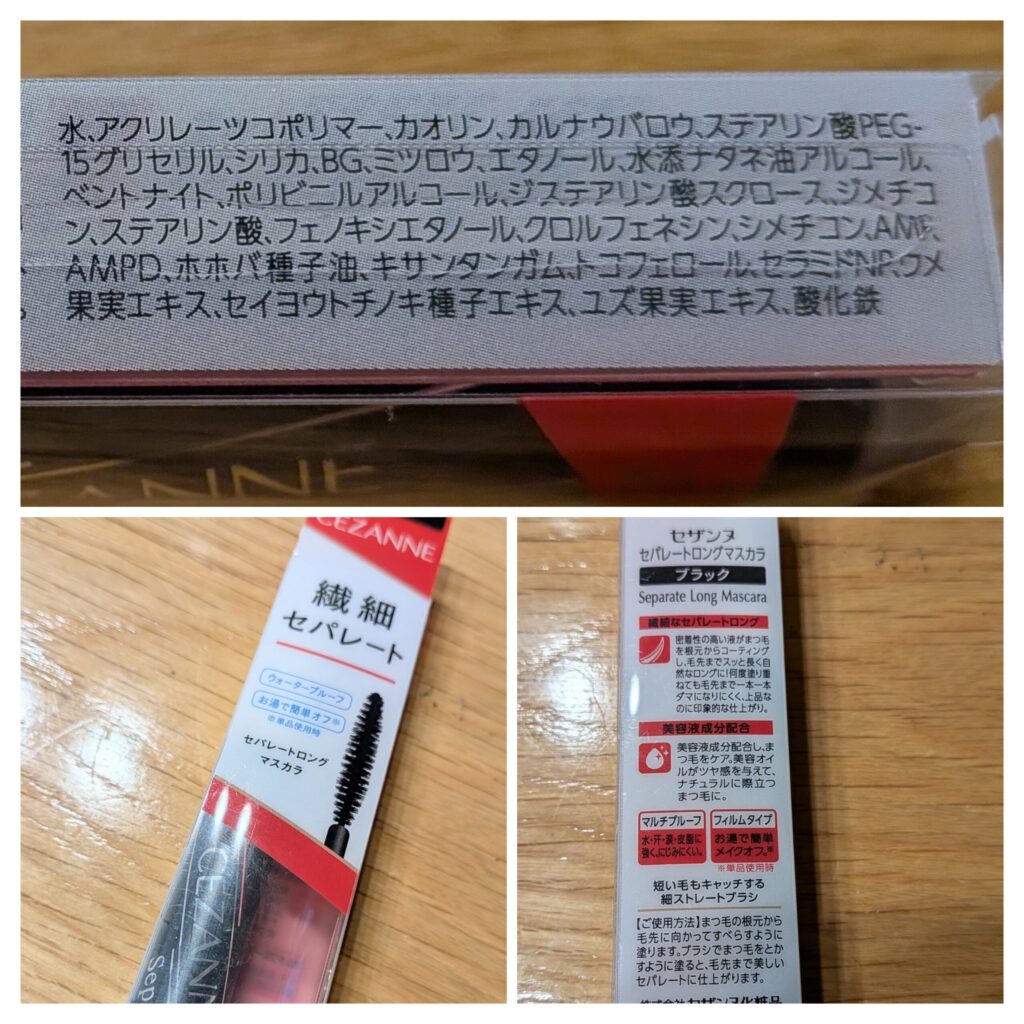 水、アクリレーツコポリマー、カオリン、カルナウバロウ、ステアリン酸PEG-
15グリセリル、シリカ、BG、ミツロウ、エタノール、水添ナタネ油アルコール、
ベントナイト、ポリビニルアルコール、ジステアリン酸スクロース、ジメチコ
ン、ステアリン酸、フェノキシエタノール、クロルフェネシン、シメチコン、AMP、
AMPD、ホホバ種子油、キサンタンガム、トコフェロール、セラミドNP、ウメ
果実エキス、セイヨウトチノキ種子エキス、ユズ果実エキス、酸化鉄
CEZANNE
CEZANNE
繊細
セパレート
ウォータープルーフ
お湯で簡単オフ※
※単品使用時
セパレートロング
マスカラ
CEZANN
Sep
セザンヌ
セパレートロングマスカラ
ブラック
Separate Long Mascara
繊細なセパレートロング
密着性の高い液がまつ毛
を根元からコーティング
し、毛先までスッと長く自
然なロングに!何度塗り重
ねても毛先まで一本一本
ダマになりにくく、上品な
のに印象的な仕上がり。
美容液成分配合
美容液成分配合し、ま
つ毛をケア。美容オイ
ルがツヤ感を与えて、
ナチュラルに際立つ
まつ毛に。
マルチプルーフ
水・汗・涙・皮脂に
強く、にじみにくい。
フィルムタイプ
お湯で簡単
メイクオフ。※
※単品使用時
短い毛もキャッチする
細ストレートブラシ
【ご使用方法】まつ毛の根元から
毛先に向かってすべらすように
塗ります。ブラシでまつ毛をとか
すように塗ると、毛先まで美しい
セパレートに仕上がります。
株式会社セザンヌ化粧品